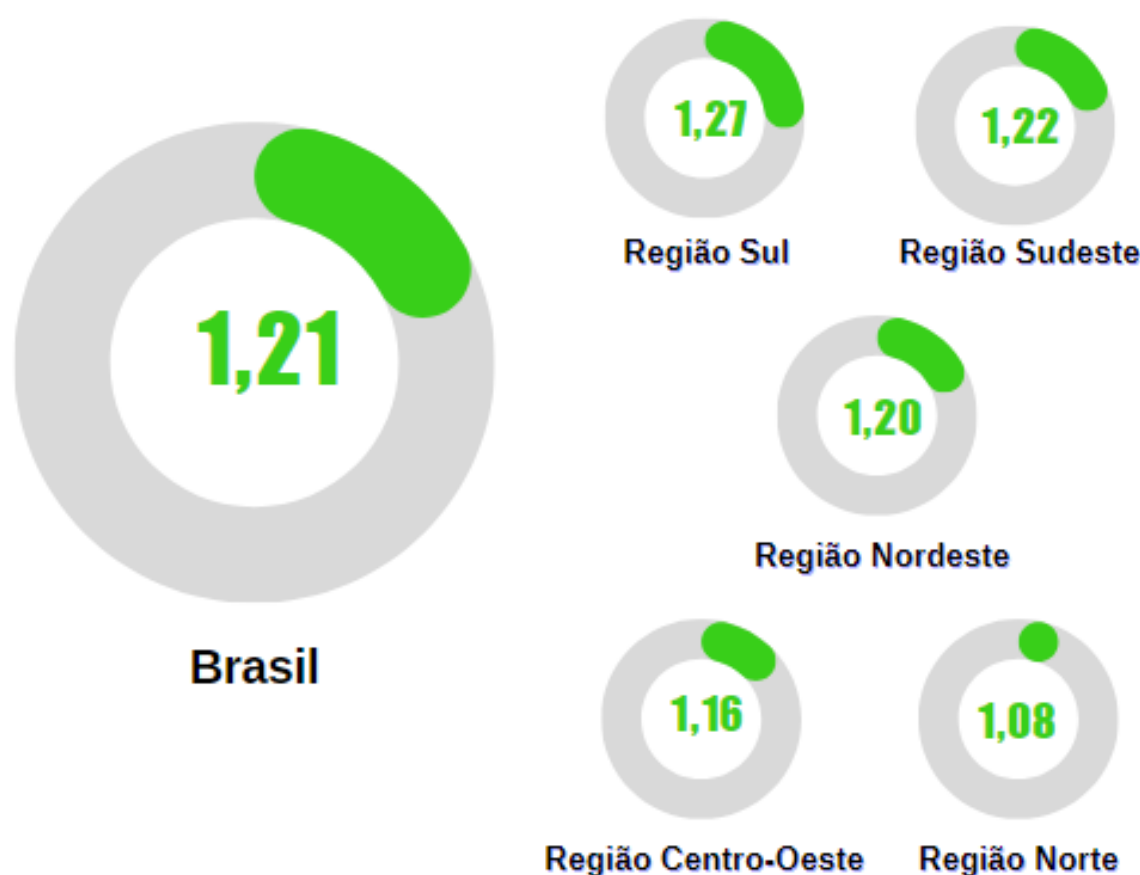 1,21
Brasil
1,27
Região Sul
1,22
Região Sudeste
1,20
Região Nordeste
1,16
Região Centro-Oeste
1,08
Região Norte